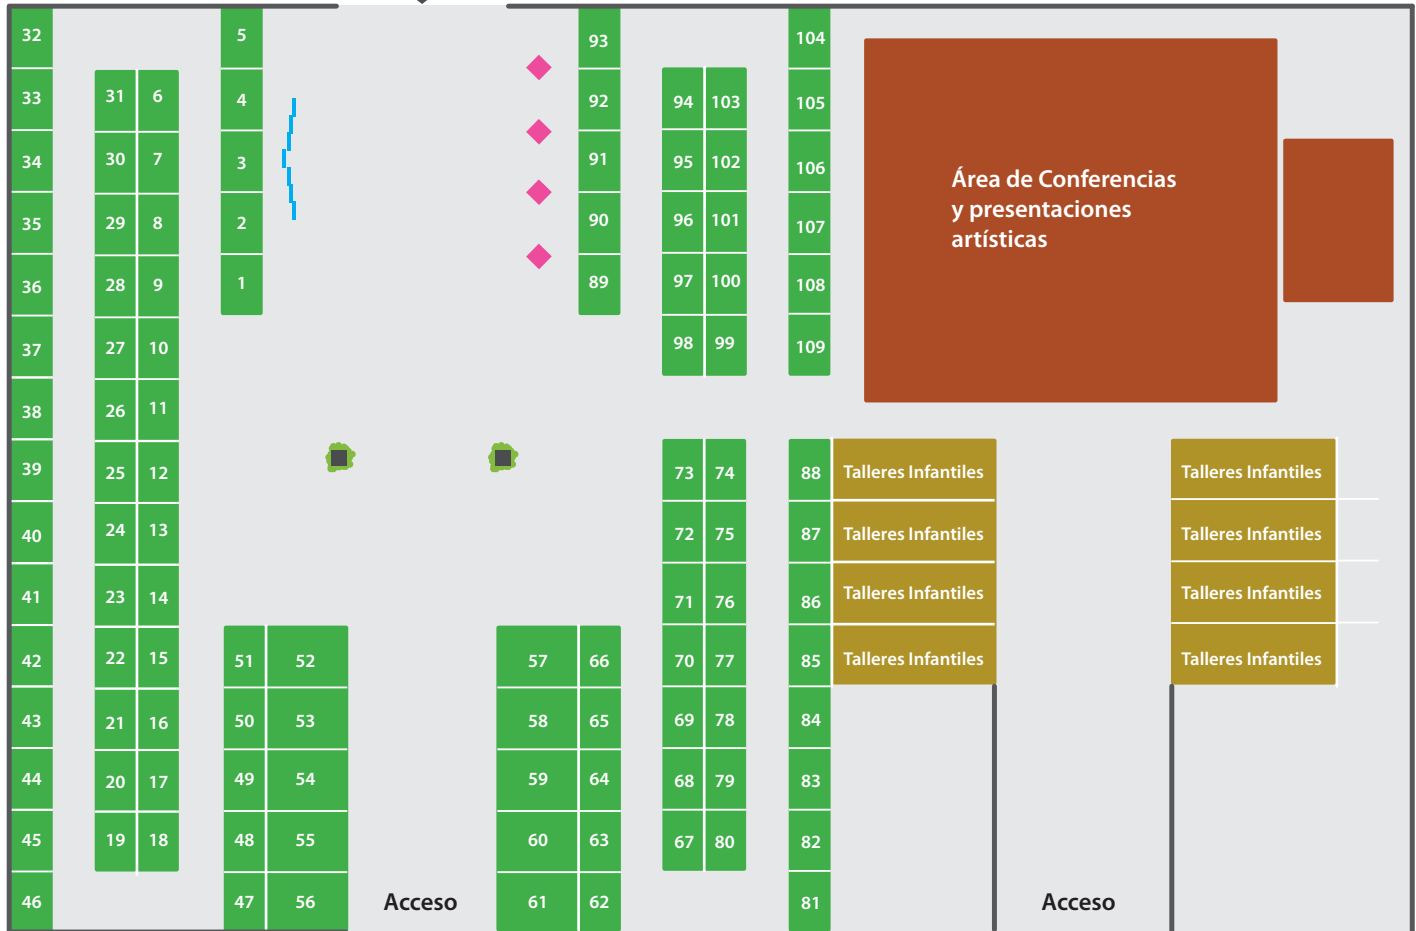 32 5 93 104
33 31 6 4 92 94 103 105
34 30 7 3 91 95 102 106
Área de Conferencias
y presentaciones
artísticas
35 29 8 2 90 96 101 107
36 28 9 1 89 97 100 108
37 27 10 98 99 109
38 26 11
39 25 12 73 74 88 Talleres Infantiles Talleres Infantiles
40 24 13 72 75 87 Talleres Infantiles Talleres Infantiles
41 23 14 71 76 86 Talleres Infantiles Talleres Infantiles
42 22 15 51 52 57 66 70 77 85 Talleres Infantiles Talleres Infantiles
43 21 16 50 53 58 65 69 78 84
44 20 17 49 54 59 64 68 79 83
45 19 18 48 55 60 63 67 80 82
46 47 56 Acceso 61 62 81 Acceso